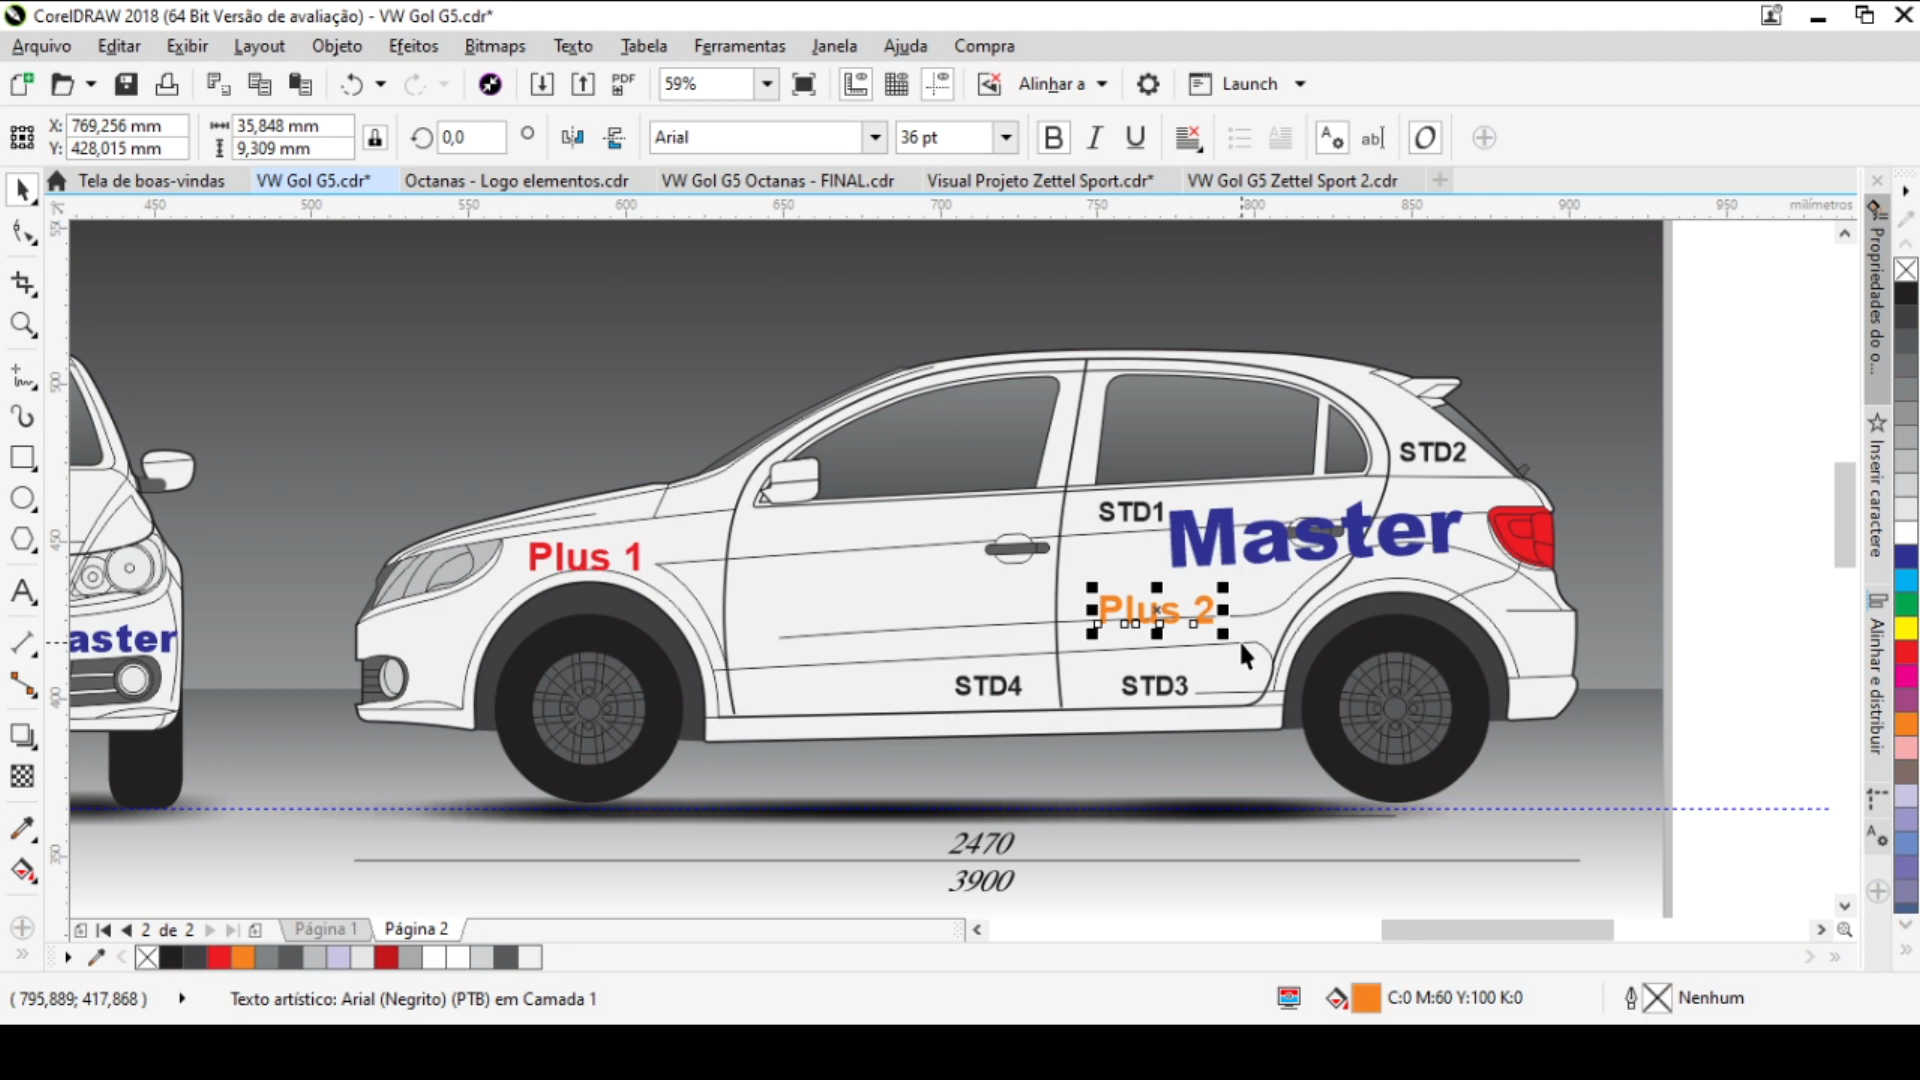 CorelDRAW 2018 (64 Bit Versão de avaliação) - VW Gol G5.cdr*
Arquivo Editar Exibir Layout Objeto Efeitos Bitmaps Texto Tabela Ferramentas Janela Ajuda Compra
PDF 59% Alinhar a Launch
X: 769,256 mm 35,848 mm 0,0 Arial 36 pt B I U ab O
Y: 428,015 mm 9,309 mm
Tela de boas-vindas VW Gol G5.cdr* Octanas - Logo elementos.cdr VW Gol G5 Octanas - FINAL.cdr Visual Projeto Zettel Sport.cdr* VW Gol G5 Zettel Sport 2.cdr
450 500 550 600 650 700 750 800 850 900 950 milímetros
500
450
400
350
Propriedades do o...
Inserir caractere
Alinhar e distribuir
STD2
STD1
Master
Plus 1
Plus 2
aster
STD4 STD3
2470
3900
2 de 2 Página 1 Página 2
( 795,889; 417,868 ) Texto artístico: Arial (Negrito) (PTB) em Camada 1 C:0 M:60 Y:100 K:0 Nenhum